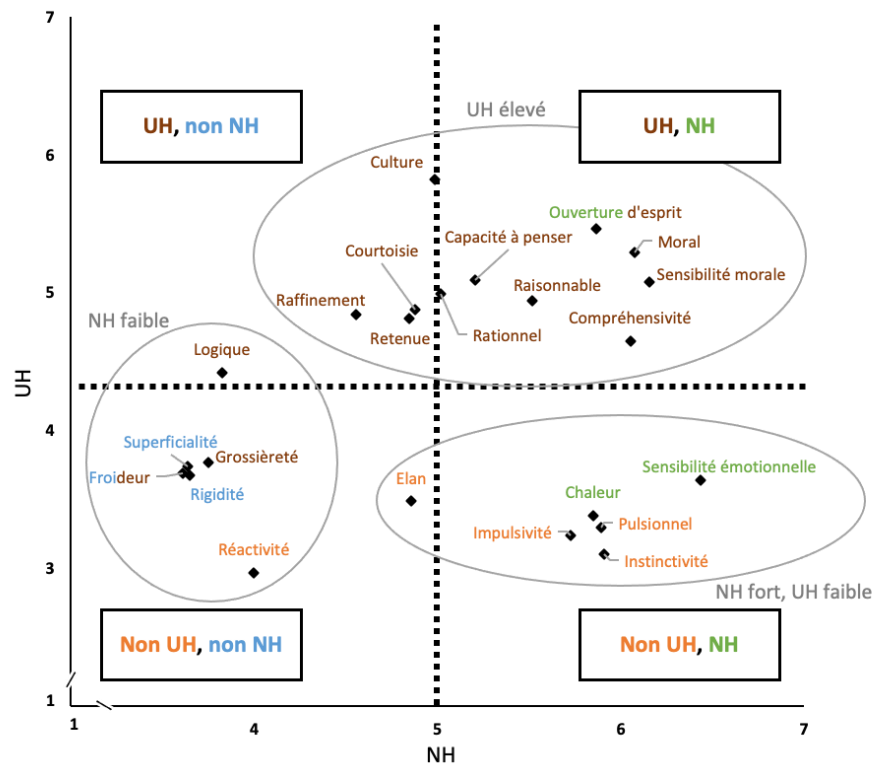 7
UH élevé
UH, non NH
UH, NH
6
Culture
Ouverture d'esprit
Capacité à penser
Moral
Courtoisie
Sensibilité morale
5
Raisonnable
Raffinement
Compréhensivité
NH faible
Retenue
Rationnel
Logique
UH
4
Superficialité
Grossièreté
Sensibilité émotionnelle
Froideur
Elan
Rigidité
Chaleur
Pulsionnel
Impulsivité
Réactivité
Instinctivité
3
NH fort, UH faible
Non UH, non NH
Non UH, NH
1
1
4
5
6
7
NH